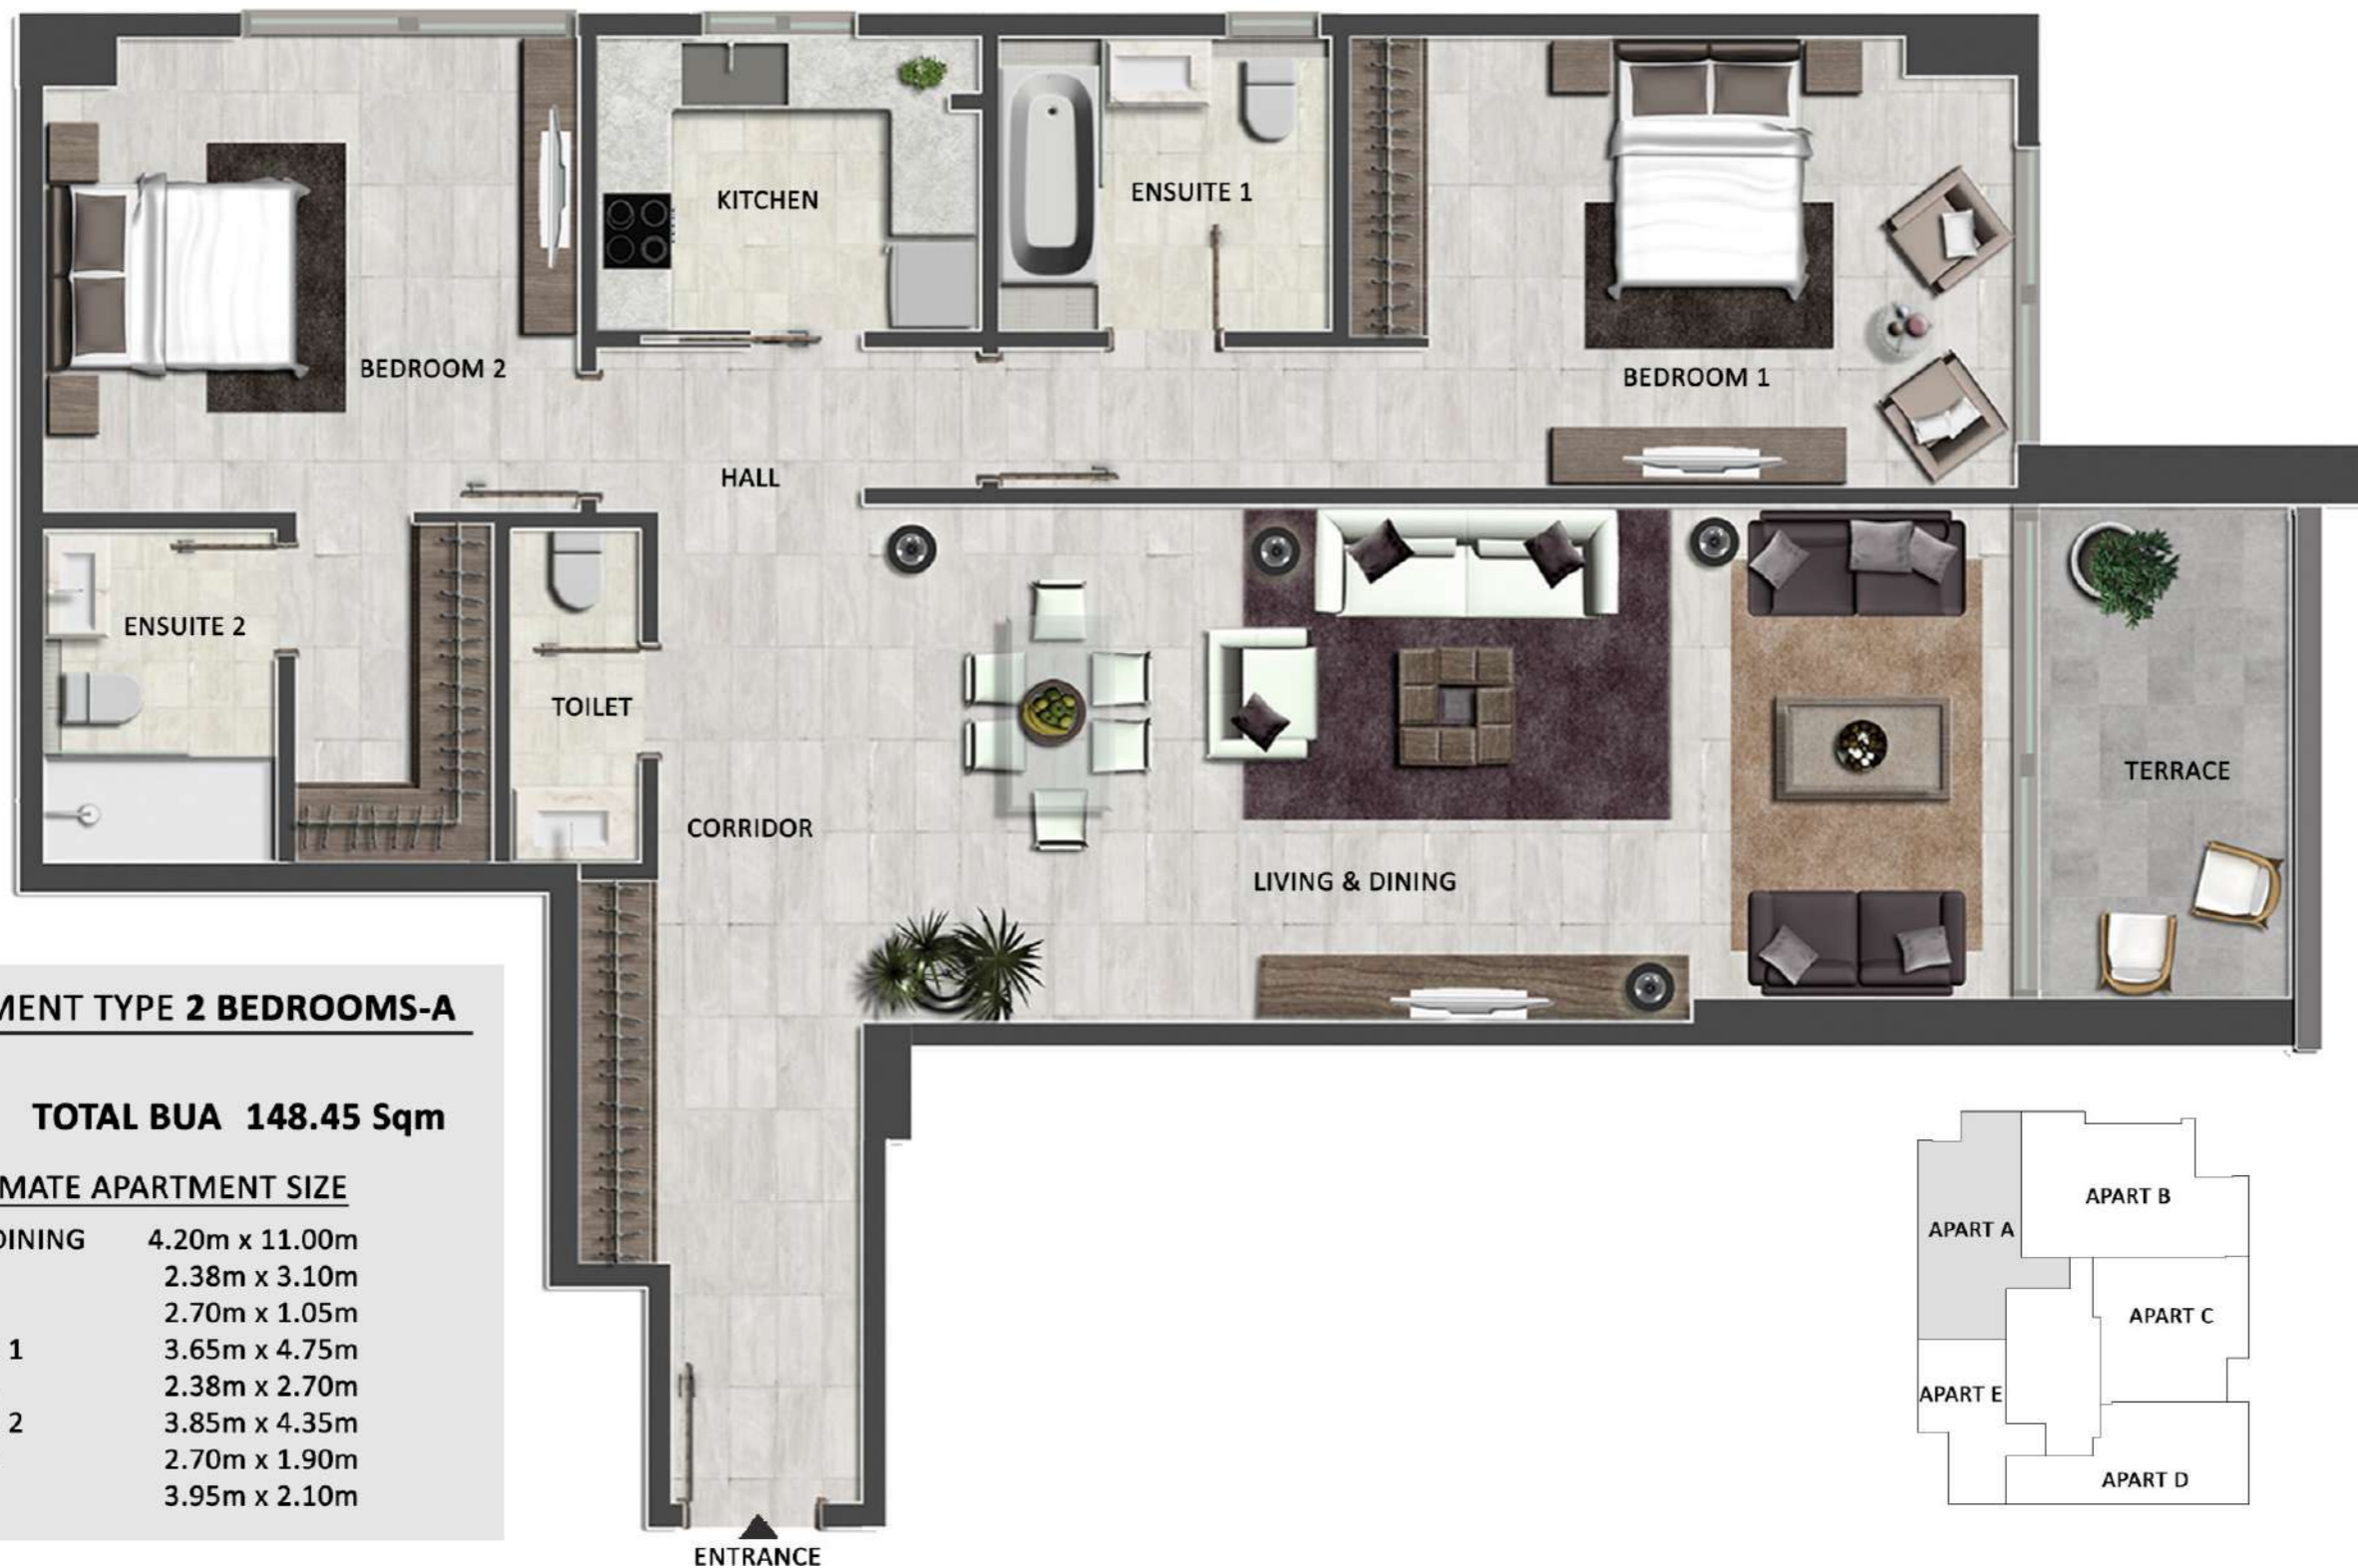 KITCHEN
ENSUITE 1
BEDROOM 2
BEDROOM 1
HALL
ENSUITE 2
TOILET
TERRACE
CORRIDOR
LIVING & DINING
MENT TYPE 2 BEDROOMS-A
TOTAL BUA 148.45 Sqm
MATE APARTMENT SIZE
DINING 4.20m x 11.00m
2.38m x 3.10m
2.70m x 1.05m
1 3.65m x 4.75m
2.38m x 2.70m
2 3.85m x 4.35m
2.70m x 1.90m
3.95m x 2.10m
ENTRANCE
APART B
APART A
APART C
APART E
APART D